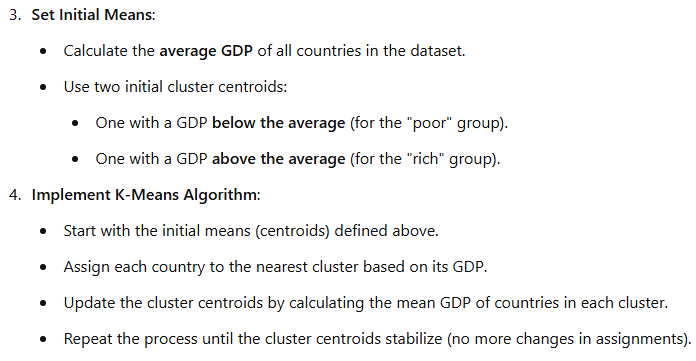 3. Set Initial Means:
• Calculate the average GDP of all countries in the dataset.
• Use two initial cluster centroids:
• One with a GDP below the average (for the "poor" group).
• One with a GDP above the average (for the "rich" group).
4. Implement K-Means Algorithm:
• Start with the initial means (centroids) defined above.
• Assign each country to the nearest cluster based on its GDP.
• Update the cluster centroids by calculating the mean GDP of countries in each cluster.
• Repeat the process until the cluster centroids stabilize (no more changes in assignments).